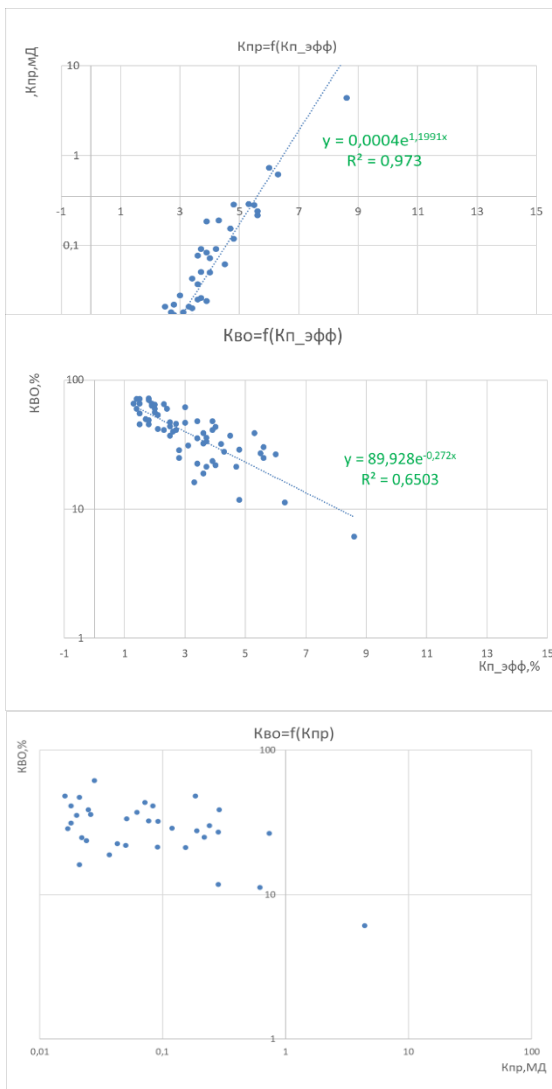 Кпр=f(Кп_эфф)
,Кпр,мД
10
1
0,1
-1 1 3 5 7 9 11 13 15
y = 0,0004e1,1991x
R² = 0,973
Кво=f(Кп_эфф)
КВО,%
100
10
1
y = 89,928e-0,272x
R² = 0,6503
-1 1 3 5 7 9 11 13 15
Кп_эфф,%
Кво=f(Кпр)
КВО,%
100
10
1
0,01 0,1 1 10 100
Кпр,МД